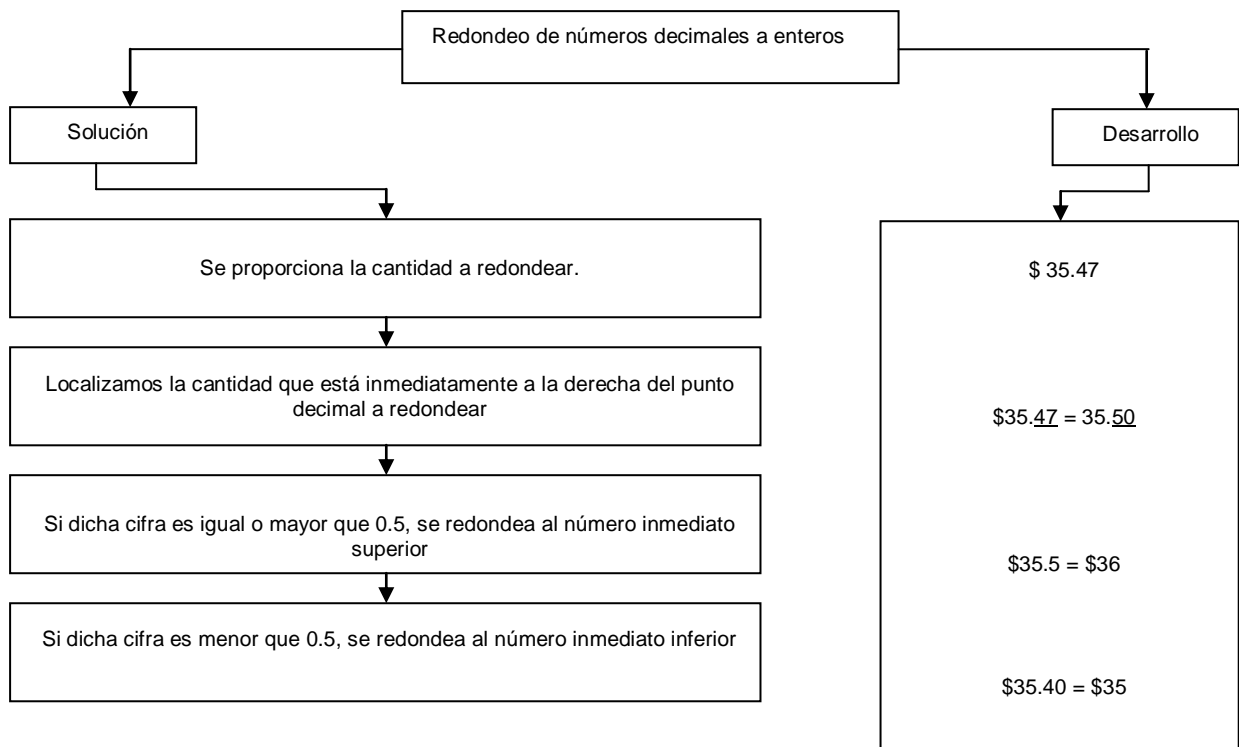 Redondeo de números decimales a enteros
Solución
Desarrollo
Se proporciona la cantidad a redondear.
$ 35.47
Localizamos la cantidad que está inmediatamente a la derecha del punto
decimal a redondear
$35.47 = 35.50
Si dicha cifra es igual o mayor que 0.5, se redondea al número inmediato
superior
$35.5 = $36
Si dicha cifra es menor que 0.5, se redondea al número inmediato inferior
$35.40 = $35